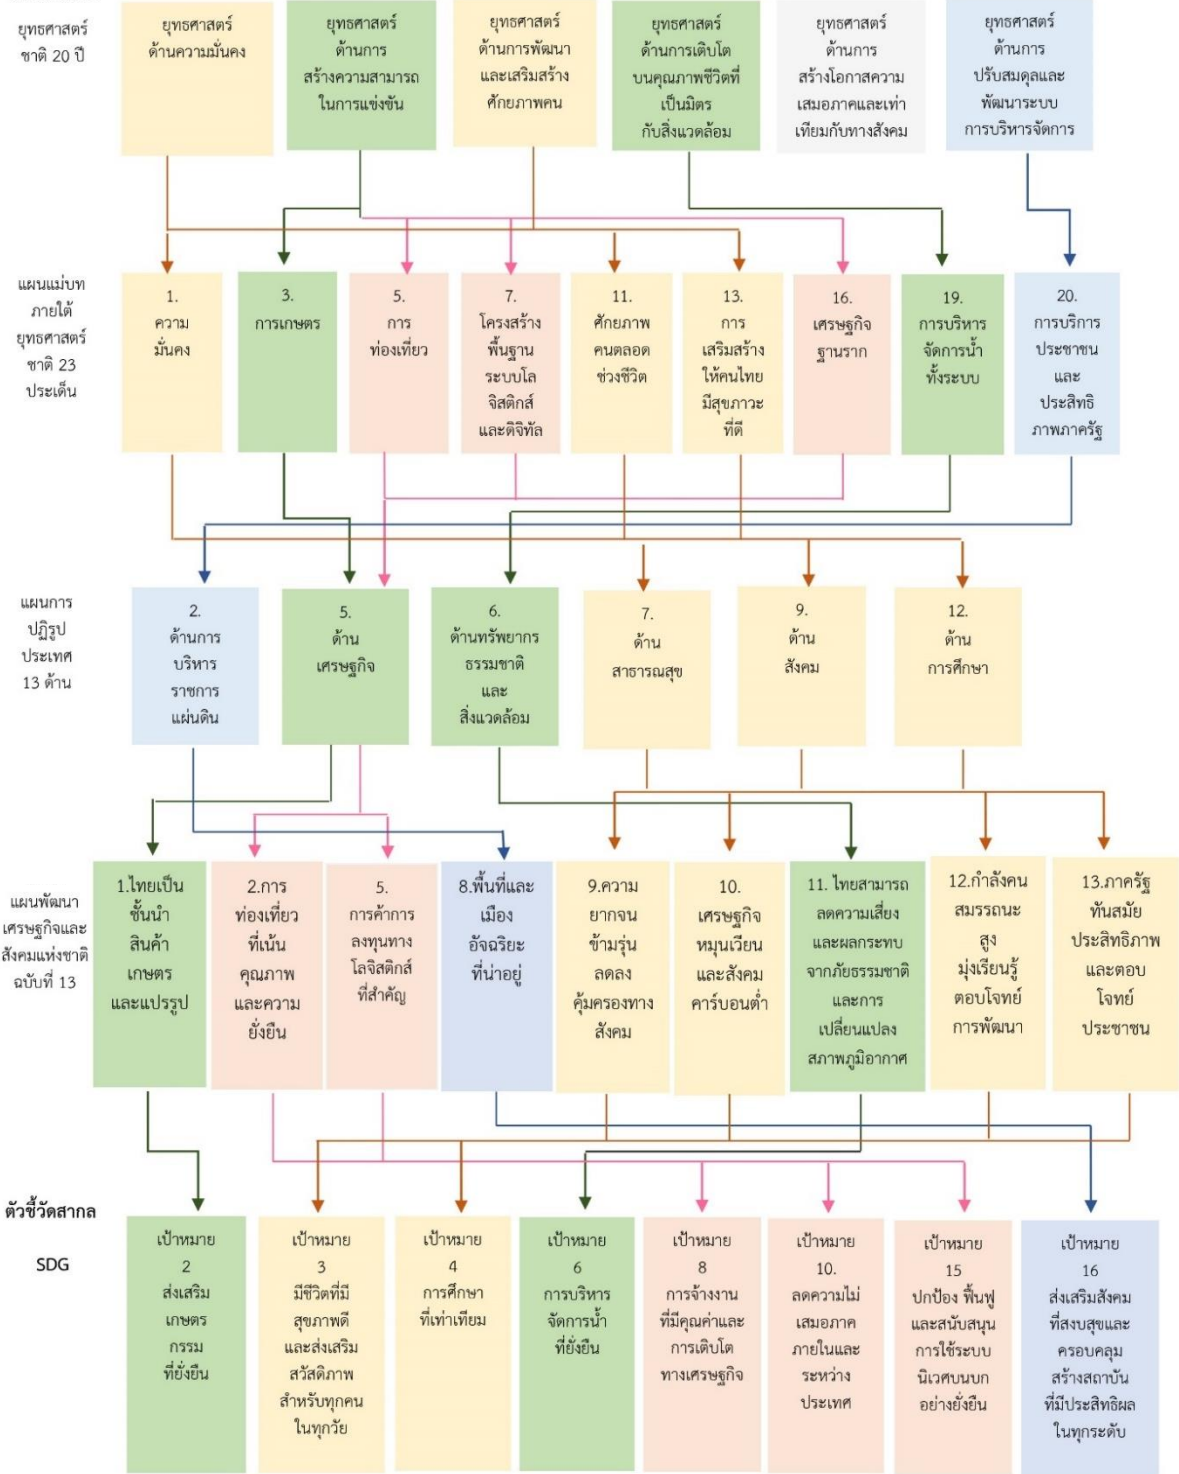 ยุทธศาสตร์
ชาติ 20 ปี
ยุทธศาสตร์
ด้านความมั่นคง
ยุทธศาสตร์
ด้านการ
สร้างความสามารถ
ในการแข่งขัน
ยุทธศาสตร์
ด้านการพัฒนา
และเสริมสร้าง
ศักยภาพคน
ยุทธศาสตร์
ด้านการเติบโต
บนคุณภาพชีวิตที่
เป็นมิตร
กับสิ่งแวดล้อม
ยุทธศาสตร์
ด้านการ
สร้างโอกาสความ
เสมอภาคและเท่า
เทียมกับทางสังคม
ยุทธศาสตร์
ด้านการ
ปรับสมดุลและ
พัฒนาระบบ
การบริหารจัดการ
แผนแม่บท
ภายใต้
ยุทธศาสตร์
ชาติ 23
ประเด็น
1.
ความ
มั่นคง
3.
การเกษตร
5.
การ
ท่องเที่ยว
7.
โครงสร้าง
พื้นฐาน
ระบบโล
จิสติกส์
และดิจิทัล
11.
ศักยภาพ
คนตลอด
ช่วงชีวิต
13.
การ
เสริมสร้าง
ให้คนไทย
มีสุขภาวะ
ที่ดี
16.
เศรษฐกิจ
ฐานราก
19.
การบริหาร
จัดการน้ำ
ทั้งระบบ
20.
การบริการ
ประชาชน
และ
ประสิทธิ
ภาพภาครัฐ
แผนการ
ปฏิรูป
ประเทศ
13 ด้าน
2.
ด้านการ
บริหาร
ราชการ
แผ่นดิน
5.
ด้าน
เศรษฐกิจ
6.
ด้านทรัพยากร
ธรรมชาติ
และ
สิ่งแวดล้อม
7.
ด้าน
สาธารณสุข
9.
ด้าน
สังคม
12.
ด้าน
การศึกษา
แผนพัฒนา
เศรษฐกิจและ
สังคมแห่งชาติ
ฉบับที่ 13
1.ไทยเป็น
ชั้นนำ
สินค้า
เกษตร
และแปรรูป
2.การ
ท่องเที่ยว
ที่เน้น
คุณภาพ
และความ
ยั่งยืน
5.
การค้าการ
ลงทุนทาง
โลจิสติกส์
ที่สำคัญ
8.พื้นที่และ
เมือง
อัจฉริยะ
ที่น่าอยู่
9.ความ
ยากจน
ข้ามรุ่น
ลดลง
คุ้มครองทาง
สังคม
10.
เศรษฐกิจ
หมุนเวียน
และสังคม
คาร์บอนต่ำ
11. ไทยสามารถ
ลดความเสี่ยง
และผลกระทบ
จากภัยธรรมชาติ
และการ
เปลี่ยนแปลง
สภาพภูมิอากาศ
12.กำลังคน
สมรรถนะ
สูง
มุ่งเรียนรู้
ตอบโจทย์
การพัฒนา
13.ภาครัฐ
ทันสมัย
ประสิทธิภาพ
และตอบ
โจทย์
ประชาชน
ตัวชี้วัดสากล
SDG
เป้าหมาย
2
ส่งเสริม
เกษตร
กรรม
ที่ยั่งยืน
เป้าหมาย
3
มีชีวิตที่มี
สุขภาพดี
และส่งเสริม
สวัสดิภาพ
สำหรับทุกคน
ในทุกวัย
เป้าหมาย
4
การศึกษา
ที่เท่าเทียม
เป้าหมาย
6
การบริหาร
จัดการน้ำ
ที่ยั่งยืน
เป้าหมาย
8
การจ้างงาน
ที่มีคุณค่าและ
การเติบโต
ทางเศรษฐกิจ
เป้าหมาย
10.
ลดความไม่
เสมอภาค
ภายในและ
ระหว่าง
ประเทศ
เป้าหมาย
15
ปกป้อง ฟื้นฟู
และสนับสนุน
การใช้ระบบ
นิเวศบนบก
อย่างยั่งยืน
เป้าหมาย
16
ส่งเสริมสังคม
ที่สงบสุขและ
ครอบคลุม
สร้างสถาบัน
ที่มีประสิทธิผล
ในทุกระดับ